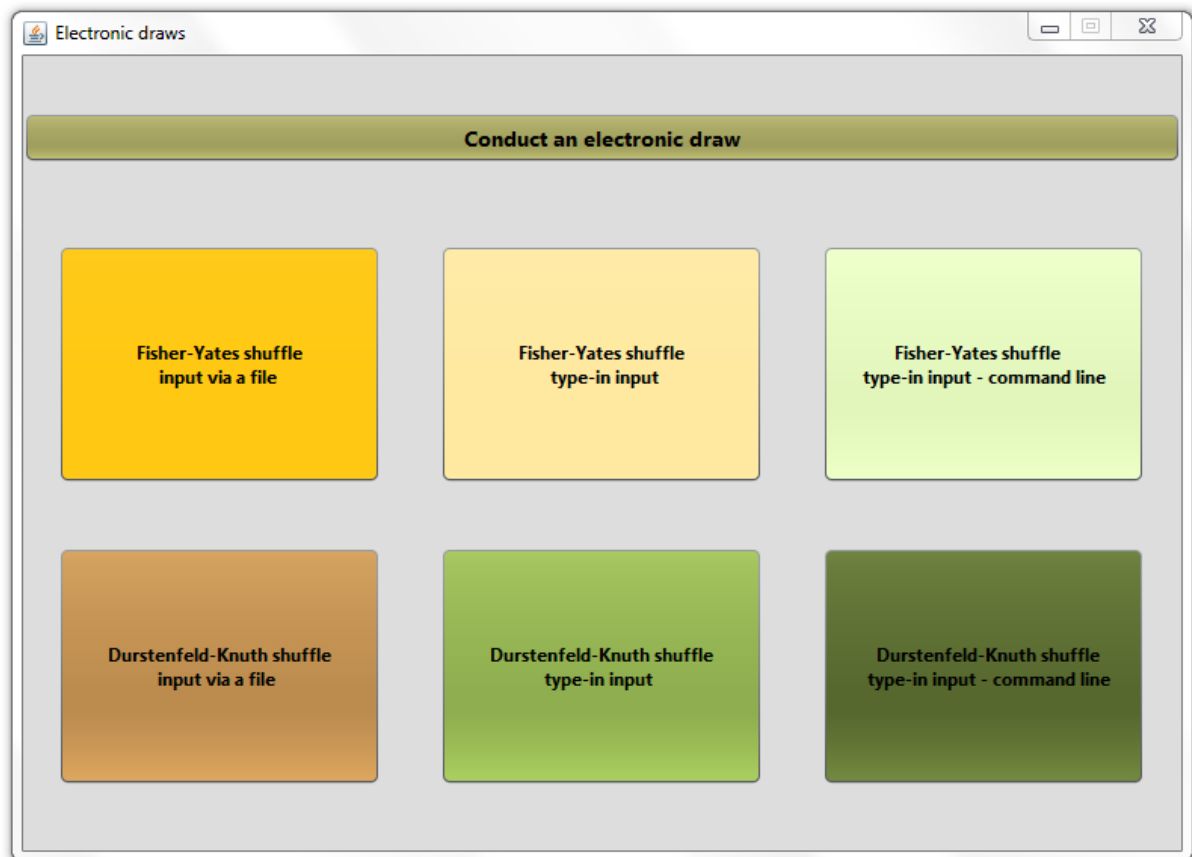 Electronic draws
Conduct an electronic draw
Fisher-Yates shuffle
input via a file
Fisher-Yates shuffle
type-in input
Fisher-Yates shuffle
type-in input - command line
Durstenfeld-Knuth shuffle
input via a file
Durstenfeld-Knuth shuffle
type-in input
Durstenfeld-Knuth shuffle
type-in input - command line